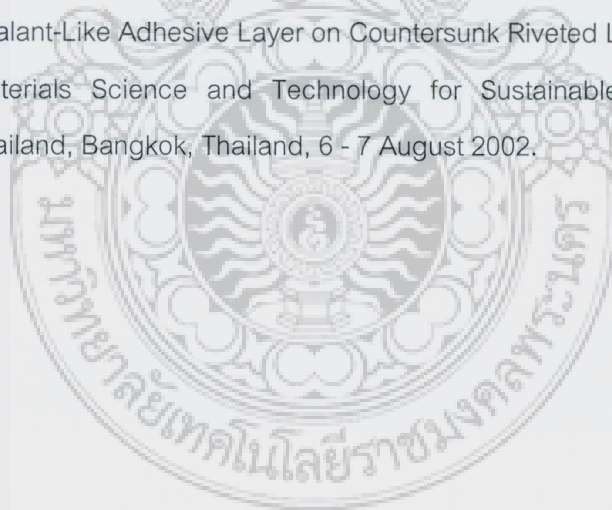 alant-Like Adhesive Layer on Countersunk Riveted L
terials Science and Technology for Sustainable
ailand, Bangkok, Thailand, 6 - 7 August 2002.
มหาวิทยาลัยเทคโนโลยีราชมงคลพระนคร